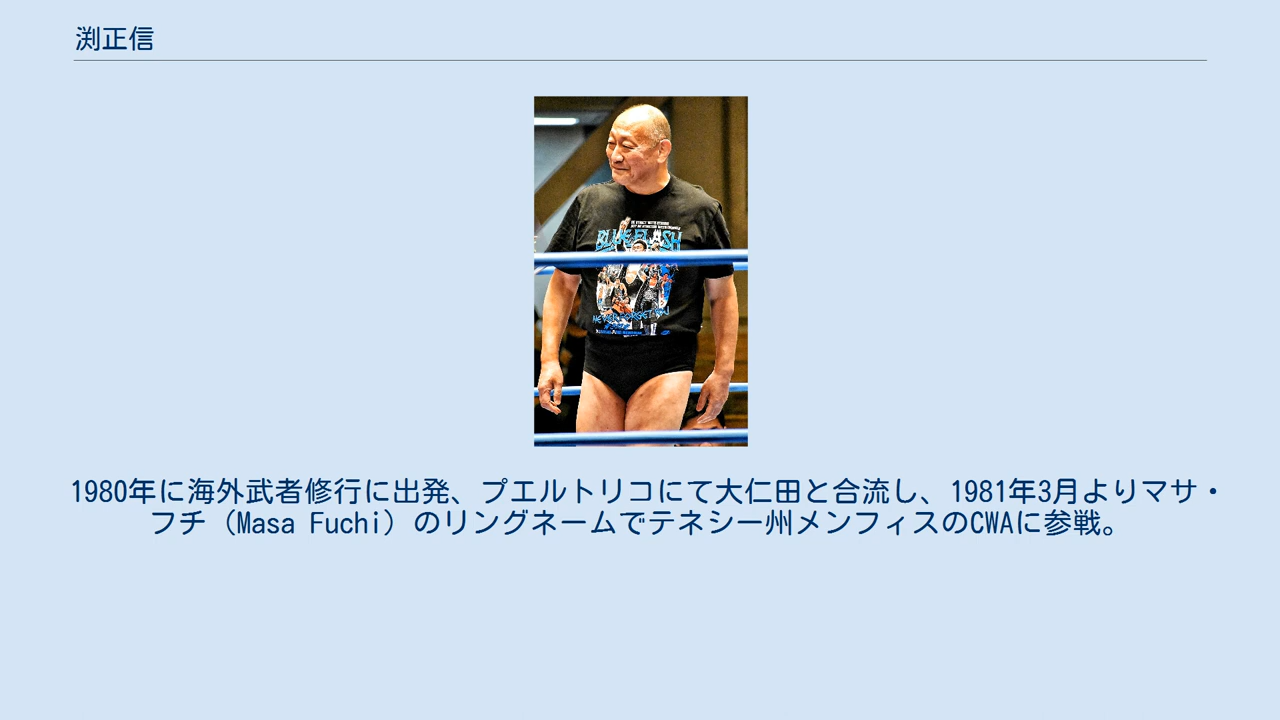 渕正信
BLUE FLASH
1980年に海外武者修行に出発、プエルトリコにて大仁田と合流し、1981年3月よりマサ・
フチ（Masa Fuchi）のリングネームでテネシー州メンフィスのCWAに参戦。